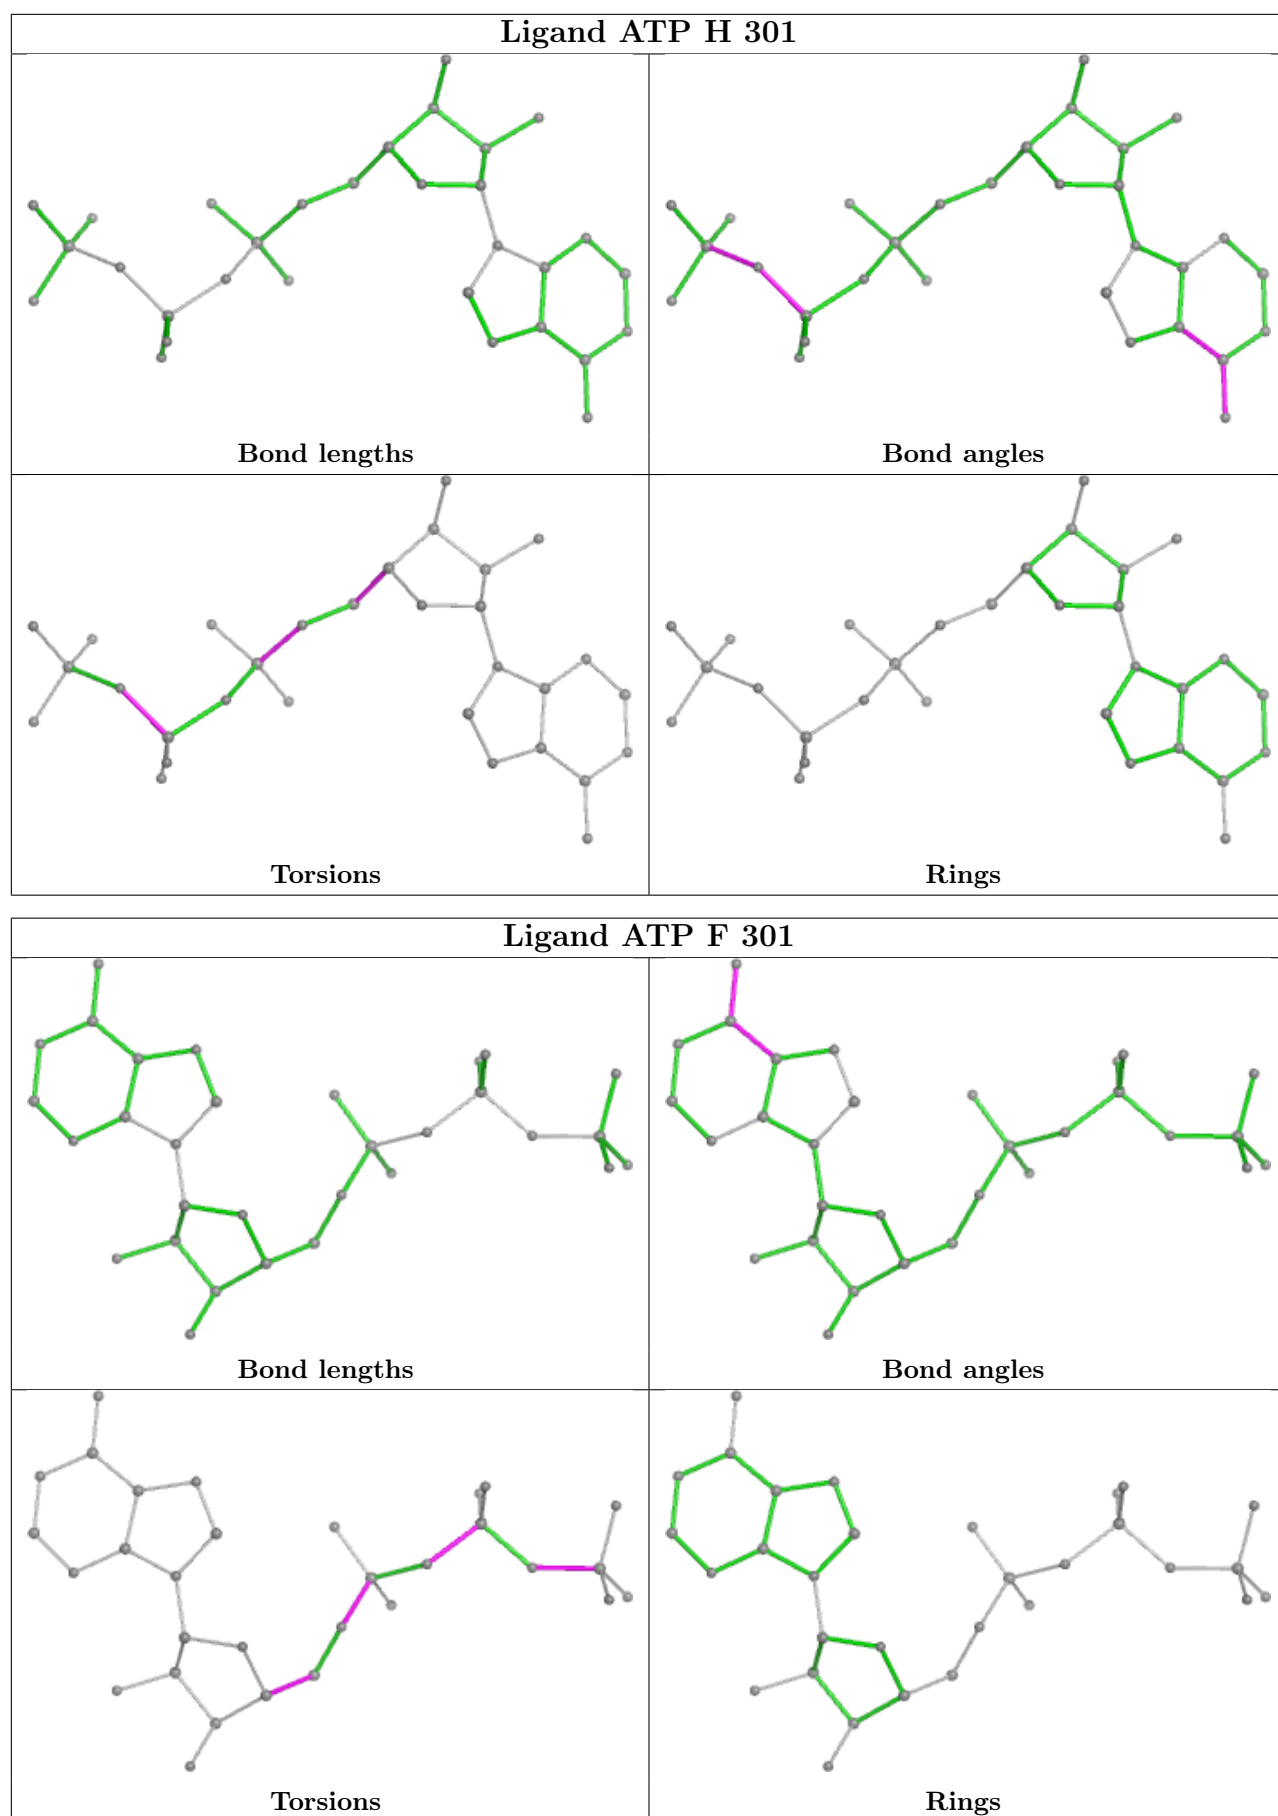 Ligand ATP H 301
Bond lengths
Bond angles
Torsions
Rings
Ligand ATP F 301
Bond lengths
Bond angles
Torsions
Rings